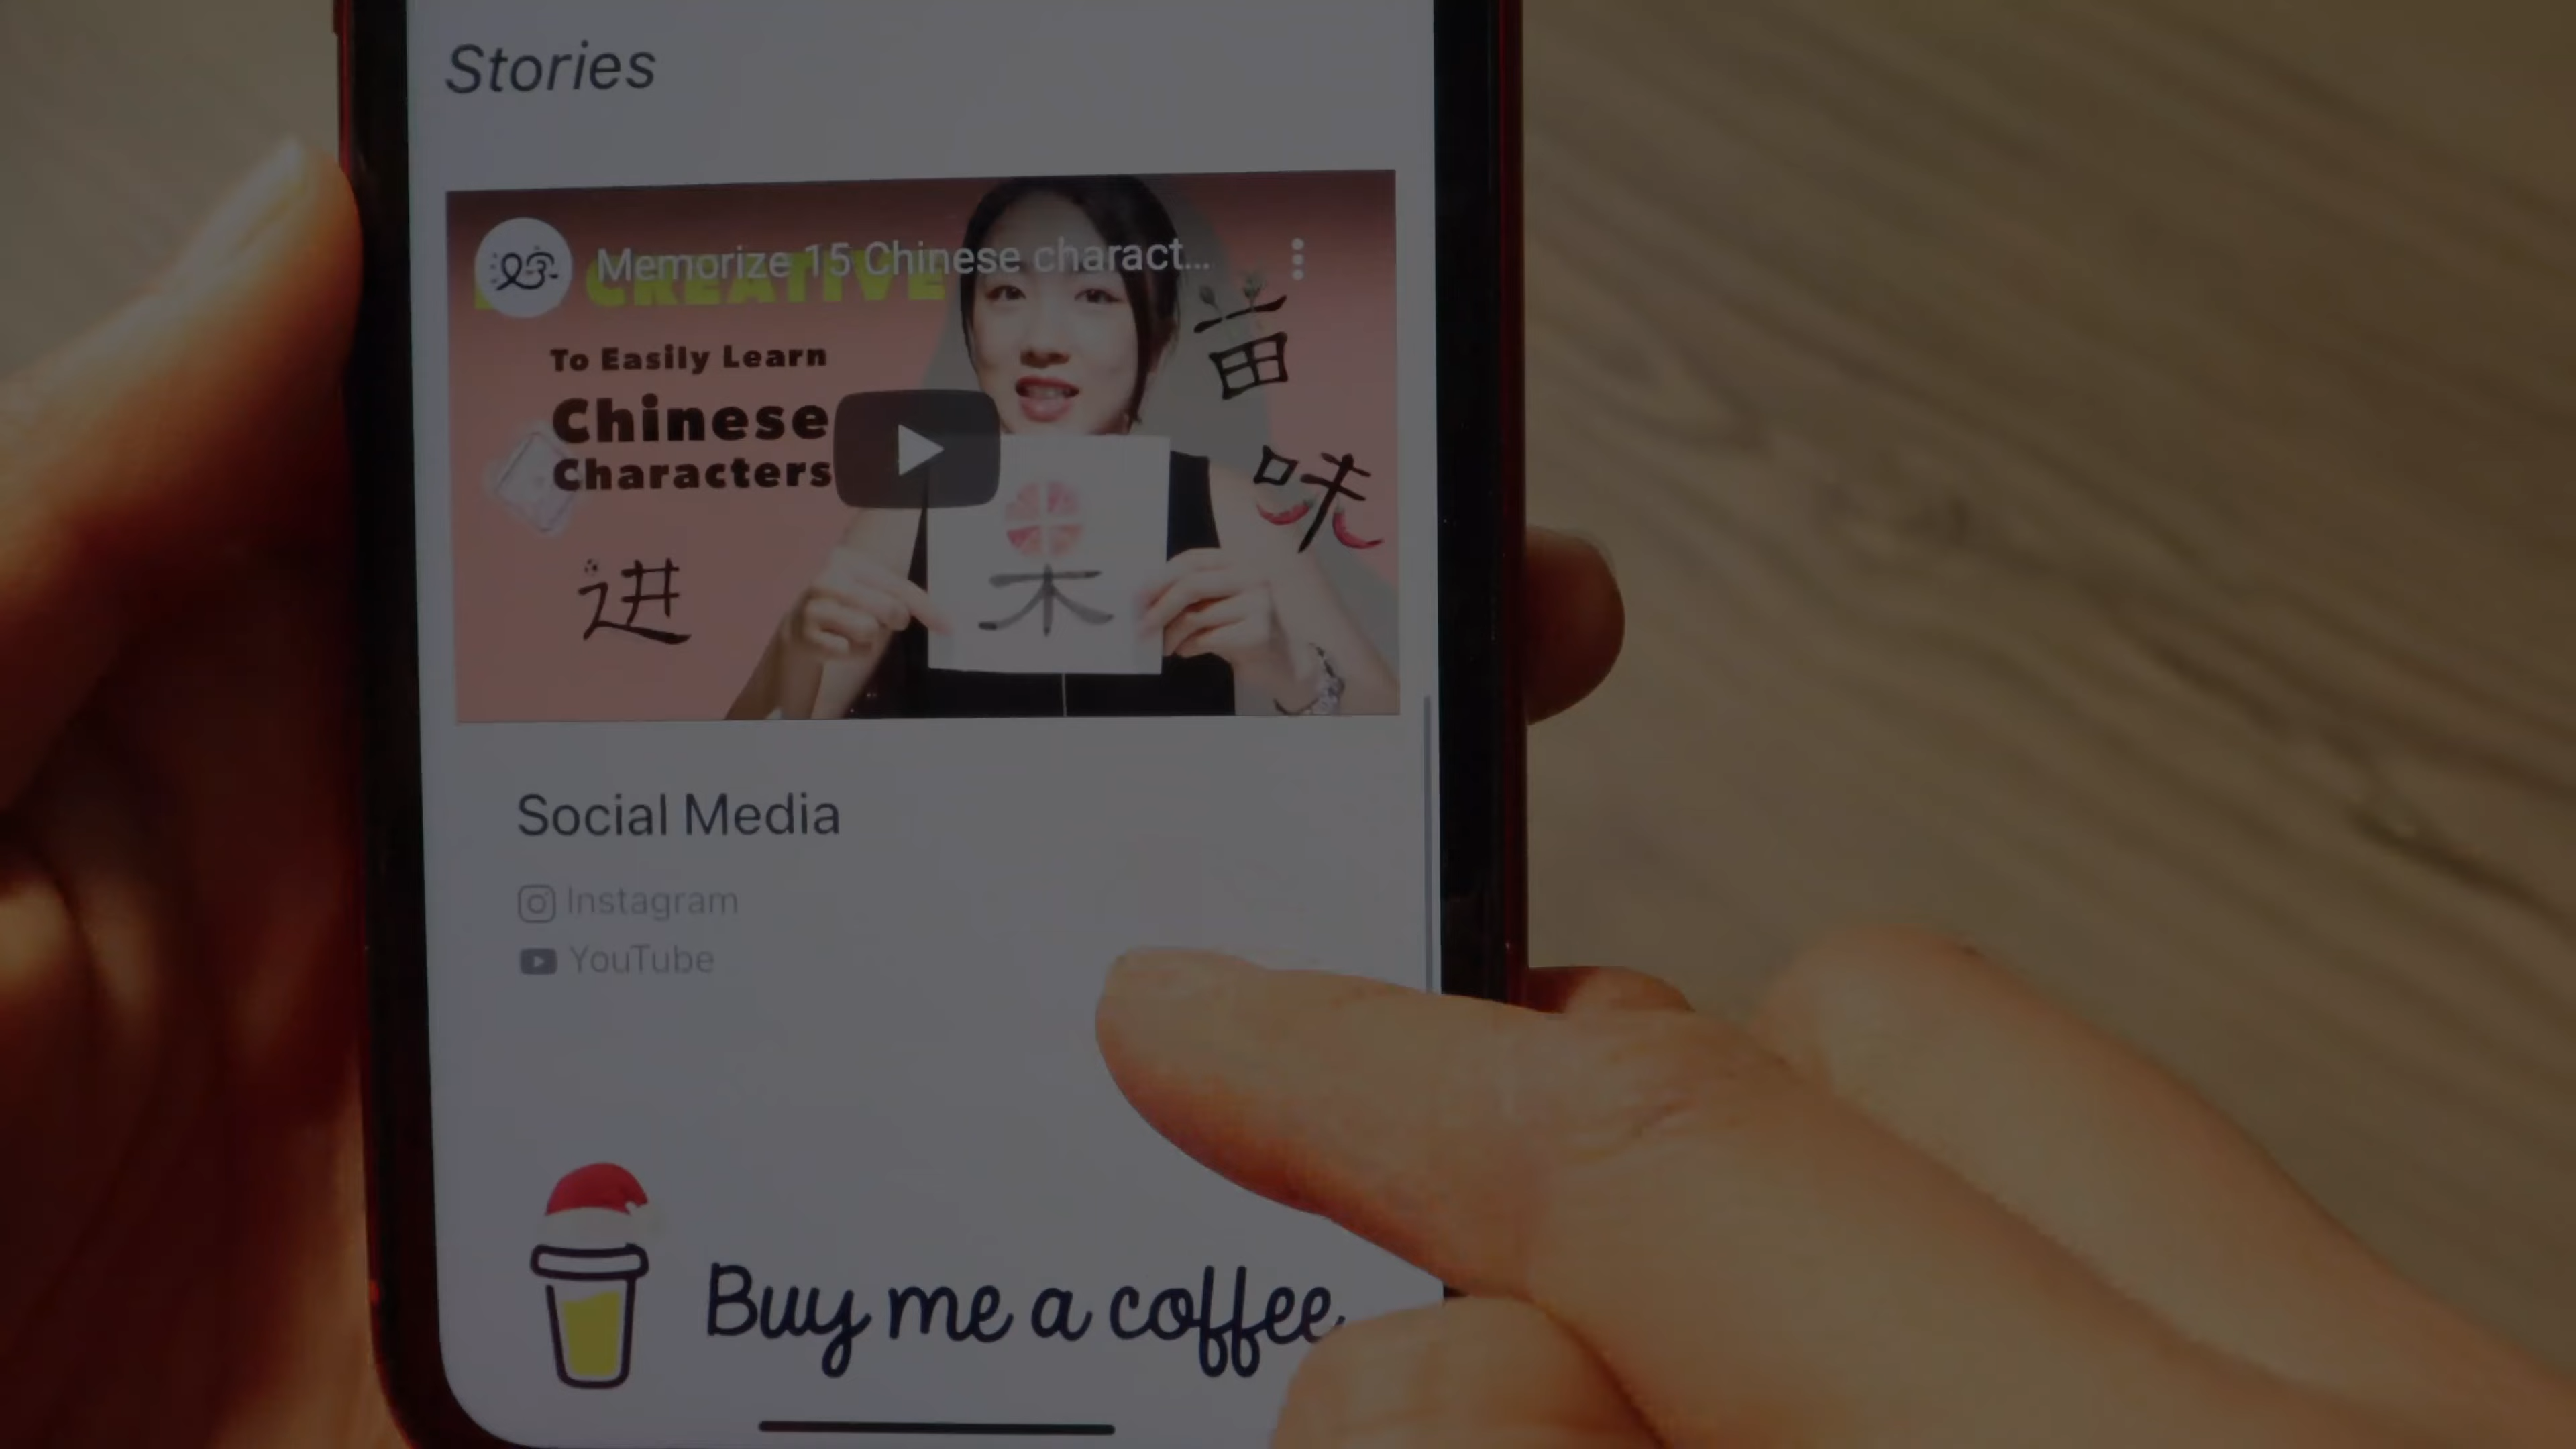 Stories
Memorize 15 Chinese charact...
CREATIVE
To Easily Learn
Chinese
Characters
苗
味
进
果
Social Media
Instagram
YouTube
Buy me a coffee